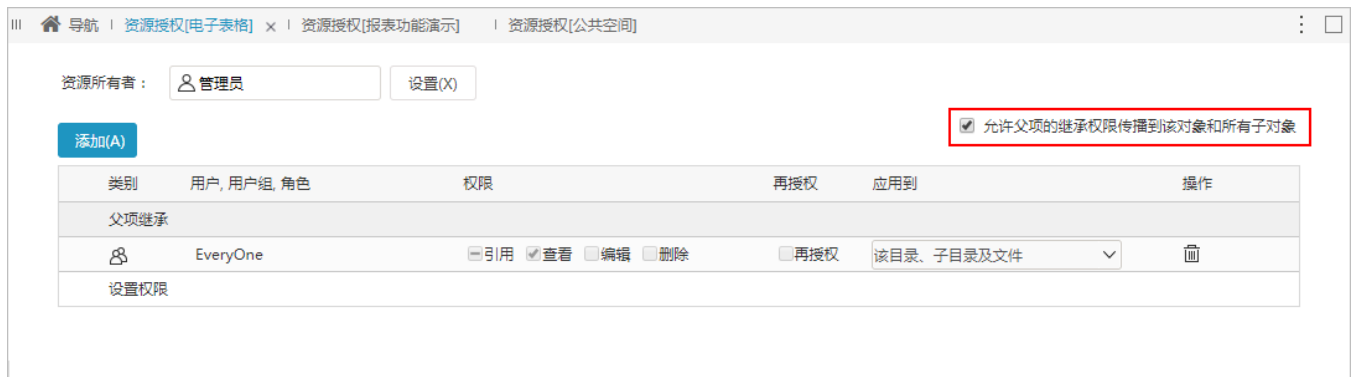 导航 资源授权[电子表格] × 资源授权[报表功能演示] 资源授权[公共空间]
资源所有者： 管理员 设置(X)
允许父项的继承权限传播到该对象和所有子对象
添加(A)
类别 用户, 用户组, 角色 权限 再授权 应用到 操作
父项继承
EveryOne 引用 查看 编辑 删除 再授权 该目录、子目录及文件
设置权限